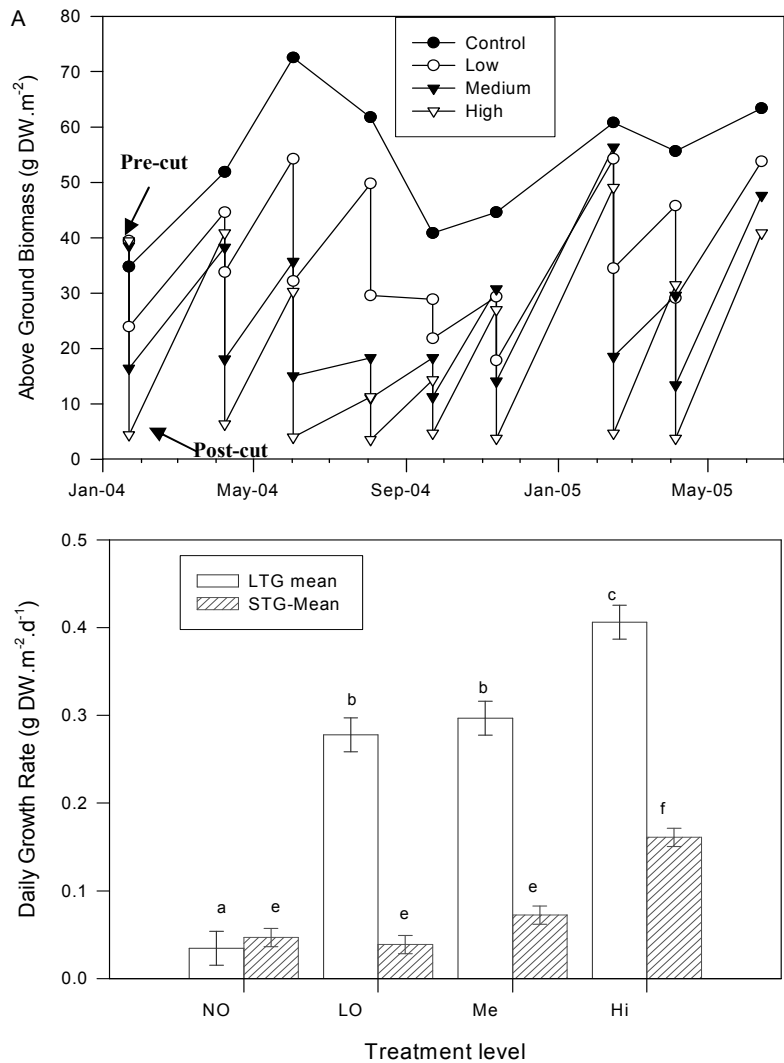 A
Control
Low
Medium
High
Pre-cut
Post-cut
Above Ground Biomass (g DW.m-2)
80
70
60
50
40
30
20
10
0
Jan-04 May-04 Sep-04 Jan-05 May-05
LTG mean
STG-Mean
Daily Growth Rate (g DW.m-2.d-1)
0.5
0.4
0.3
0.2
0.1
0.0
a e b e b e c f
NO LO Me Hi
Treatment level